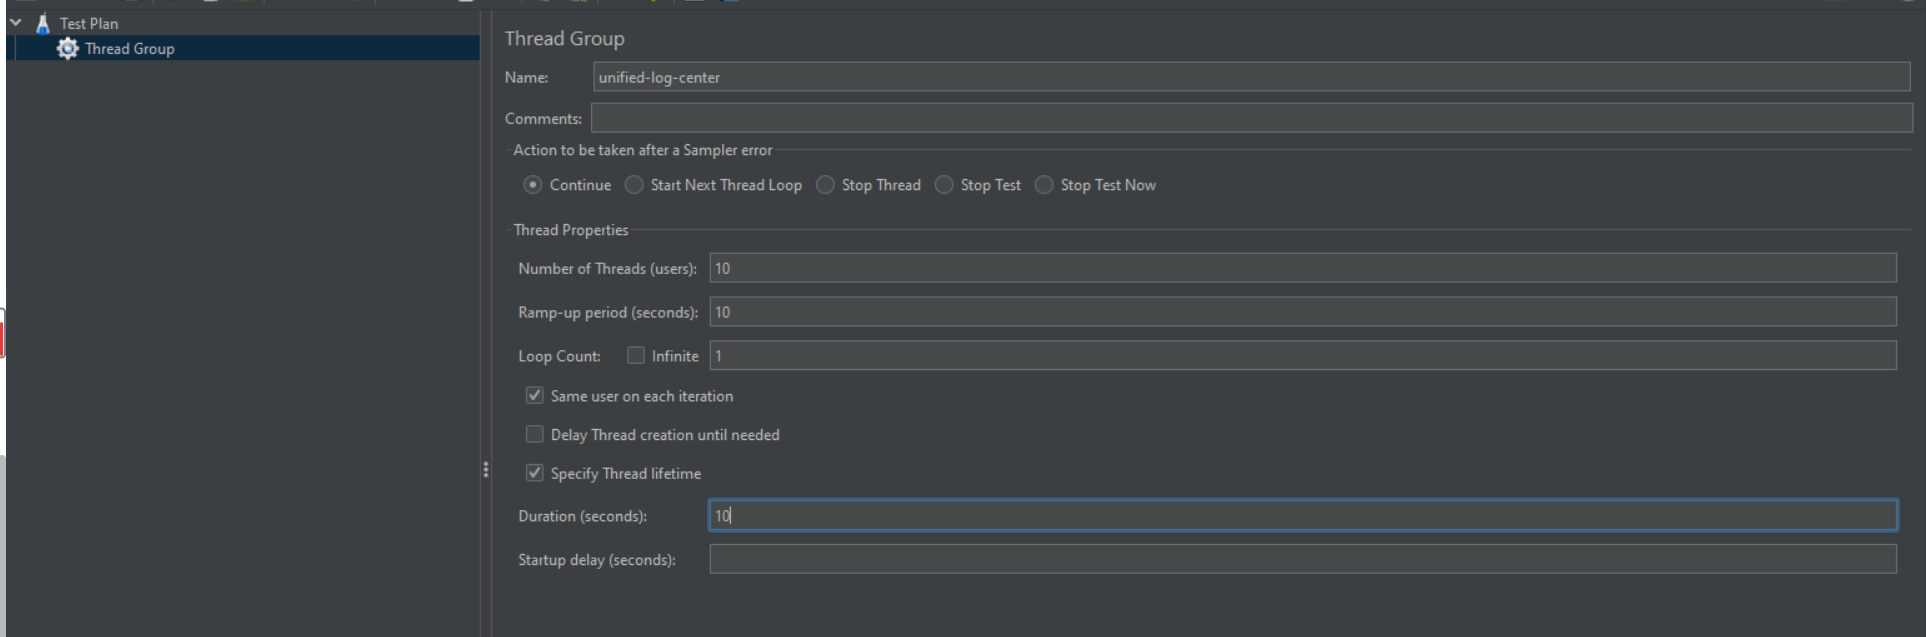 Test Plan
Thread Group
Thread Group
Name: unified-log-center
Comments:
Action to be taken after a Sampler error
Continue Start Next Thread Loop Stop Thread Stop Test Stop Test Now
Thread Properties
Number of Threads (users): 10
Ramp-up period (seconds): 10
Loop Count: Infinite 1
Same user on each iteration
Delay Thread creation until needed
Specify Thread lifetime
Duration (seconds): 10
Startup delay (seconds):